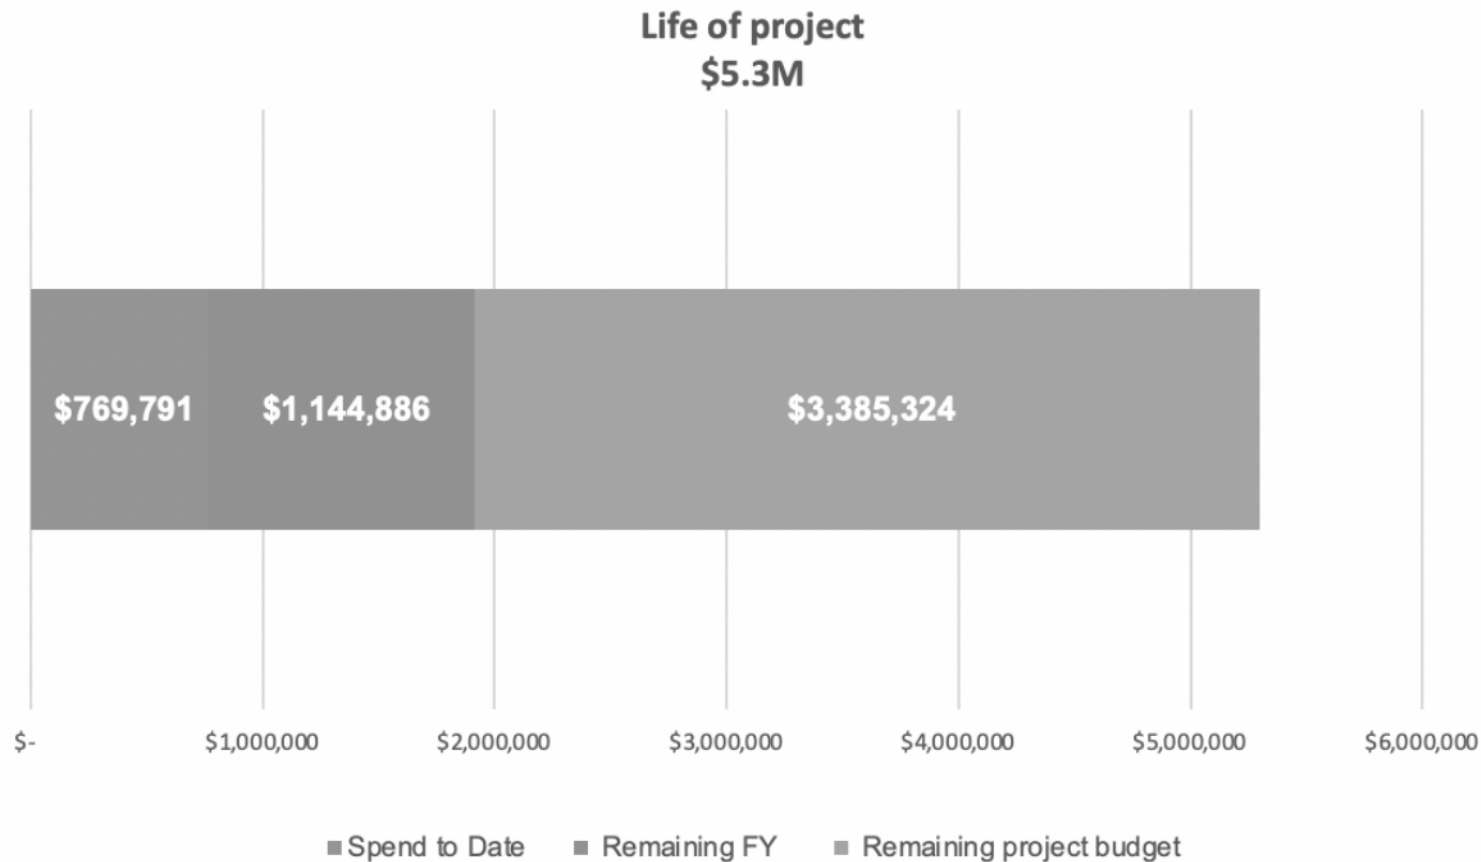 Life of project
$5.3M
$769,791 $1,144,886 $3,385,324
$- $1,000,000 $2,000,000 $3,000,000 $4,000,000 $5,000,000 $6,000,000
Spend to Date Remaining FY Remaining project budget